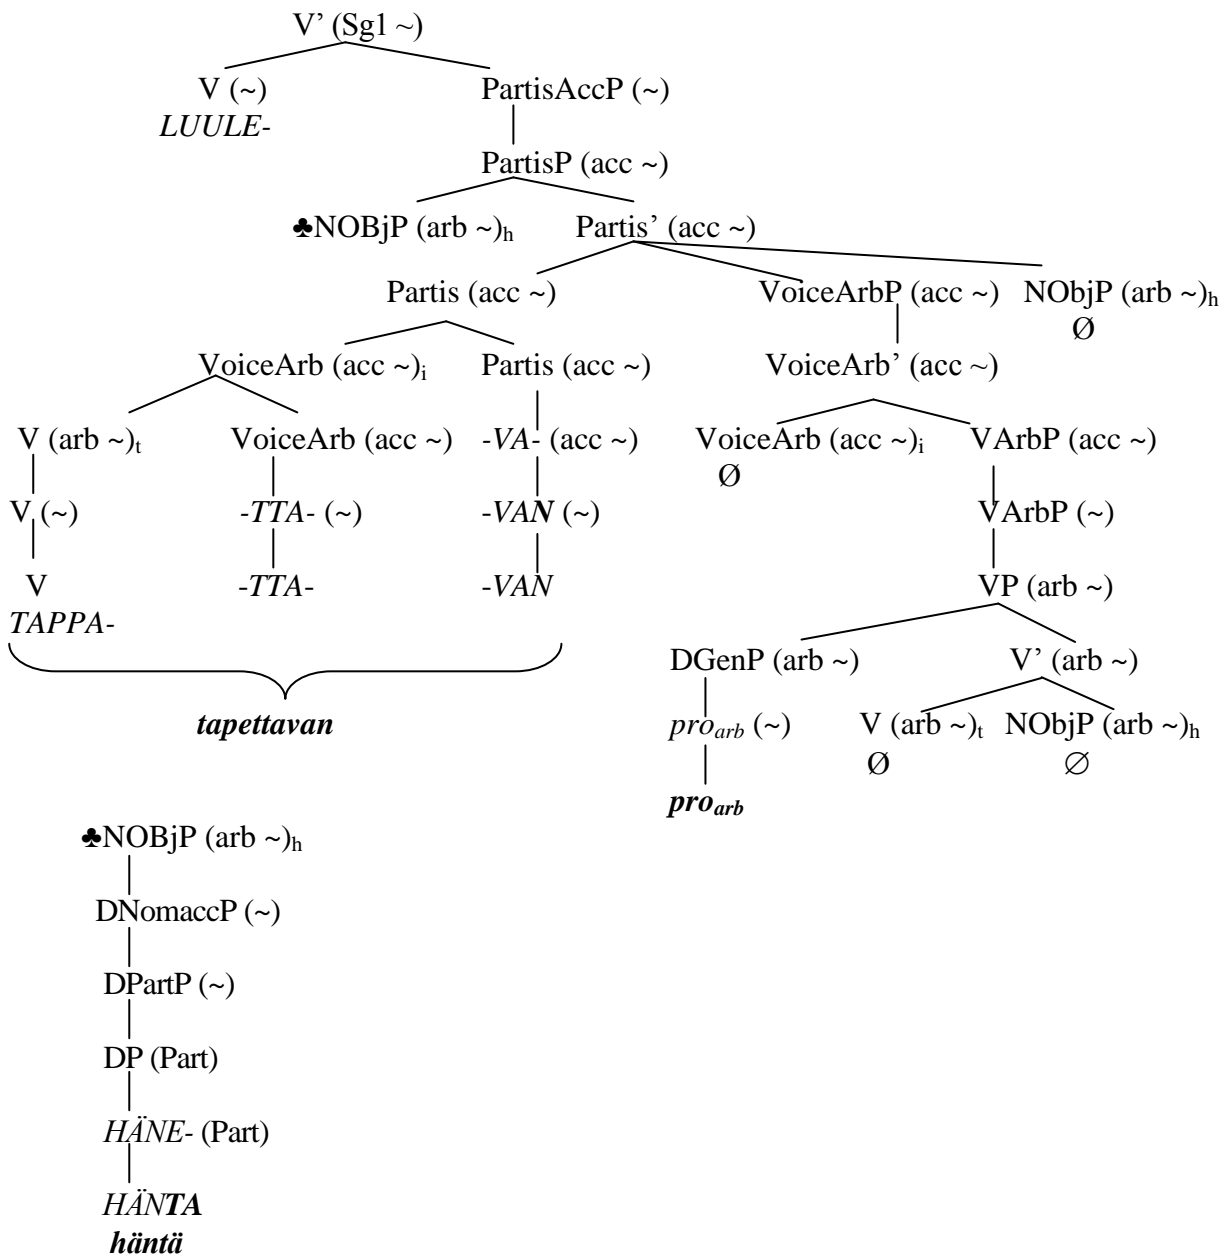 V’ (Sg1 ~)
V (~) PartisAccP (~)
LUULE-
PartisP (acc ~)
♣NOBjP (arb ~)h Partis’ (acc ~)
Partis (acc ~) VoiceArbP (acc ~) NObjP (arb ~)h
Ø
VoiceArb (acc ~)i Partis (acc ~) VoiceArb’ (acc ~)
V (arb ~)t VoiceArb (acc ~) -VA- (acc ~) VoiceArb (acc ~)i VArbP (acc ~)
Ø
V (~) -TTA- (~) -VAN (~) VArbP (~)
V -TTA- -VAN VP (arb ~)
TAPPA-
DGenP (arb ~) V’ (arb ~)
tapettavan proarb (~) V (arb ~)t NObjP (arb ~)h
Ø ∅
proarb
♣NOBjP (arb ~)h
DNomaccP (~)
DPartP (~)
DP (Part)
HÄNE- (Part)
HÄNTA
häntä